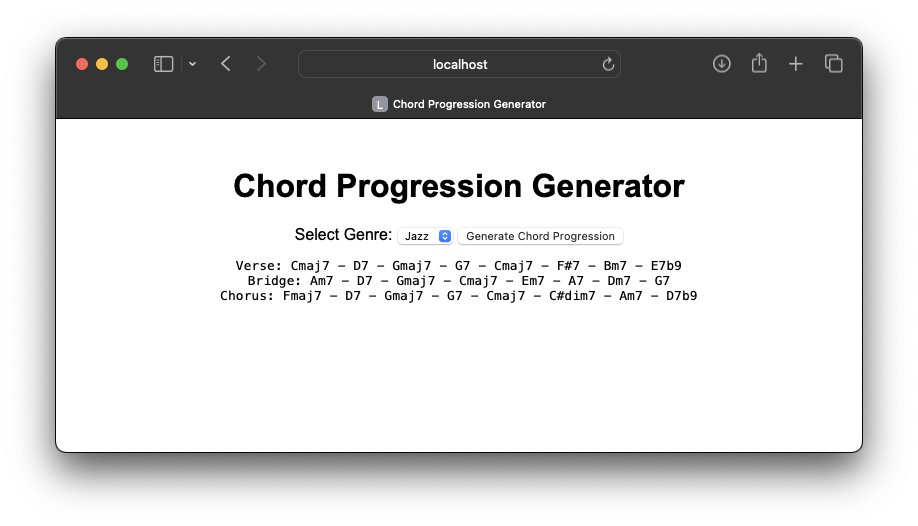 localhost
L Chord Progression Generator
Chord Progression Generator
Select Genre: Jazz Generate Chord Progression
Verse: Cmaj7 – D7 – Gmaj7 – G7 – Cmaj7 – F#7 – Bm7 – E7b9
Bridge: Am7 – D7 – Gmaj7 – Cmaj7 – Em7 – A7 – Dm7 – G7
Chorus: Fmaj7 – D7 – Gmaj7 – G7 – Cmaj7 – C#dim7 – Am7 – D7b9